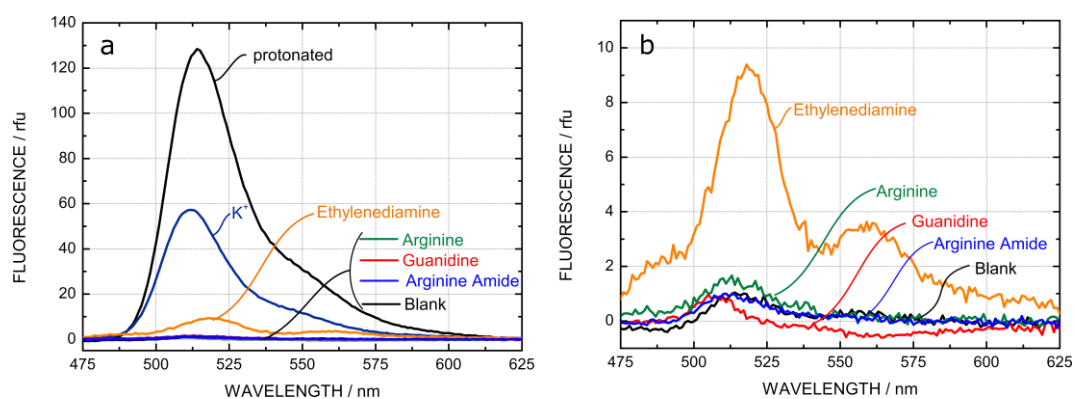 a
140
120
100
80
60
40
20
0
FLUORESCENCE / rfu
protonated
K+
Ethylenediamine
Arginine
Guanidine
Arginine Amide
Blank
475 500 525 550 575 600 625
WAVELENGTH / nm
b
10
8
6
4
2
0
FLUORESCENCE / rfu
Ethylenediamine
Arginine
Guanidine
Arginine Amide
Blank
475 500 525 550 575 600 625
WAVELENGTH / nm